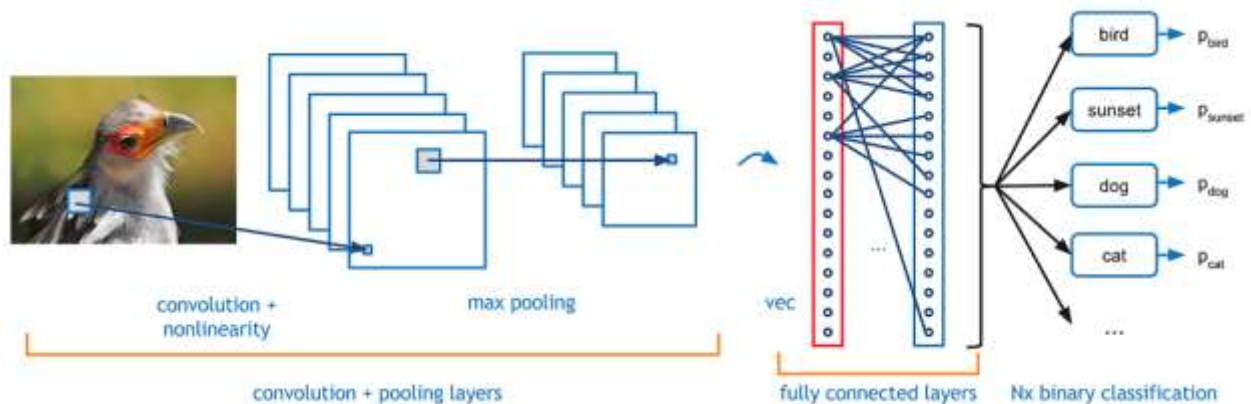 bird
p_bird
sunset
p_sunset
dog
p_dog
cat
p_cat
...
...
convolution +
nonlinearity
max pooling
vec
convolution + pooling layers
fully connected layers
Nx binary classification